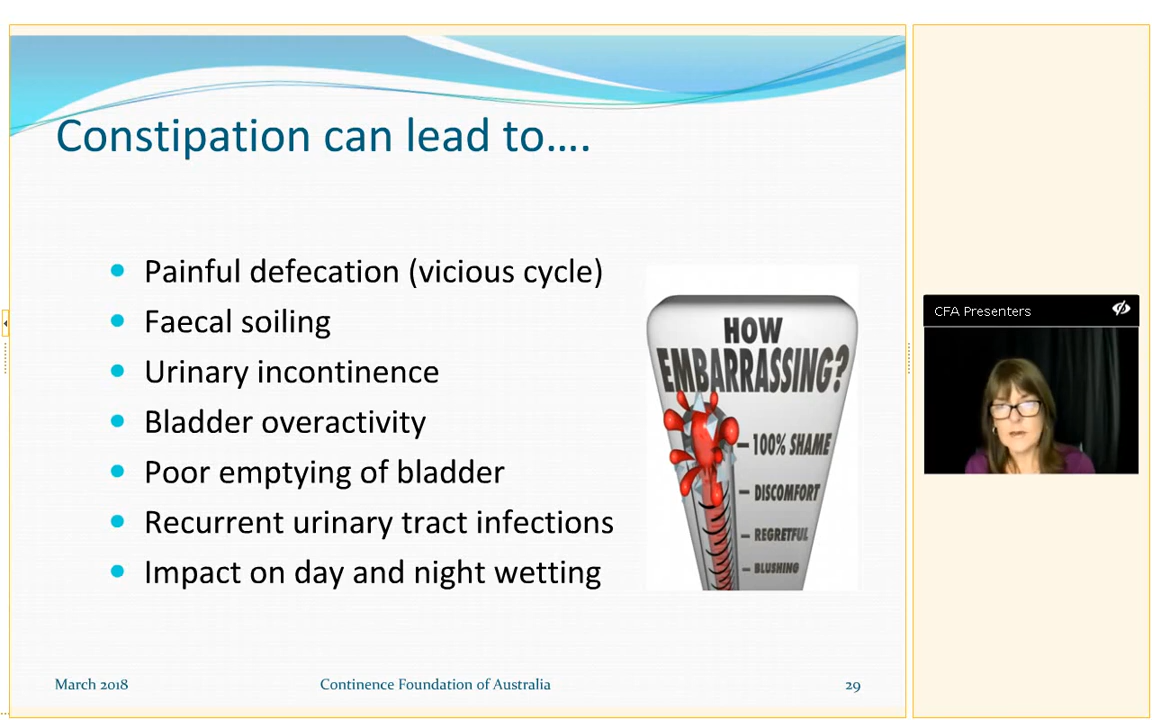 Constipation can lead to....
Painful defecation (vicious cycle)
Faecal soiling
Urinary incontinence
Bladder overactivity
Poor emptying of bladder
Recurrent urinary tract infections
Impact on day and night wetting
HOW
EMBARRASSING?
100% SHAME
DISCOMFORT
REGRETFUL
BLUSHING
March 2018
Continence Foundation of Australia
29
CFA Presenters